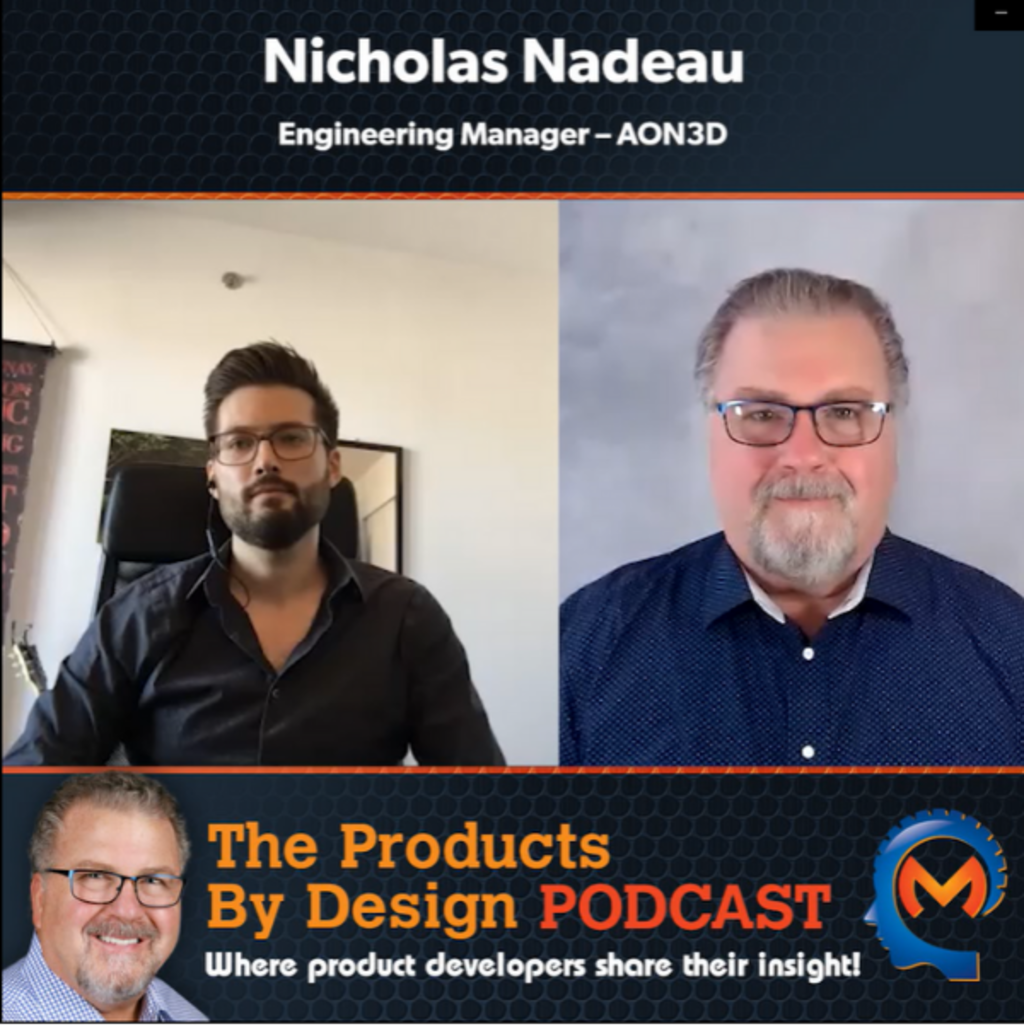 Nicholas Nadeau
Engineering Manager – AON3D
The Products
By Design PODCAST
Where product developers share their insight!
M